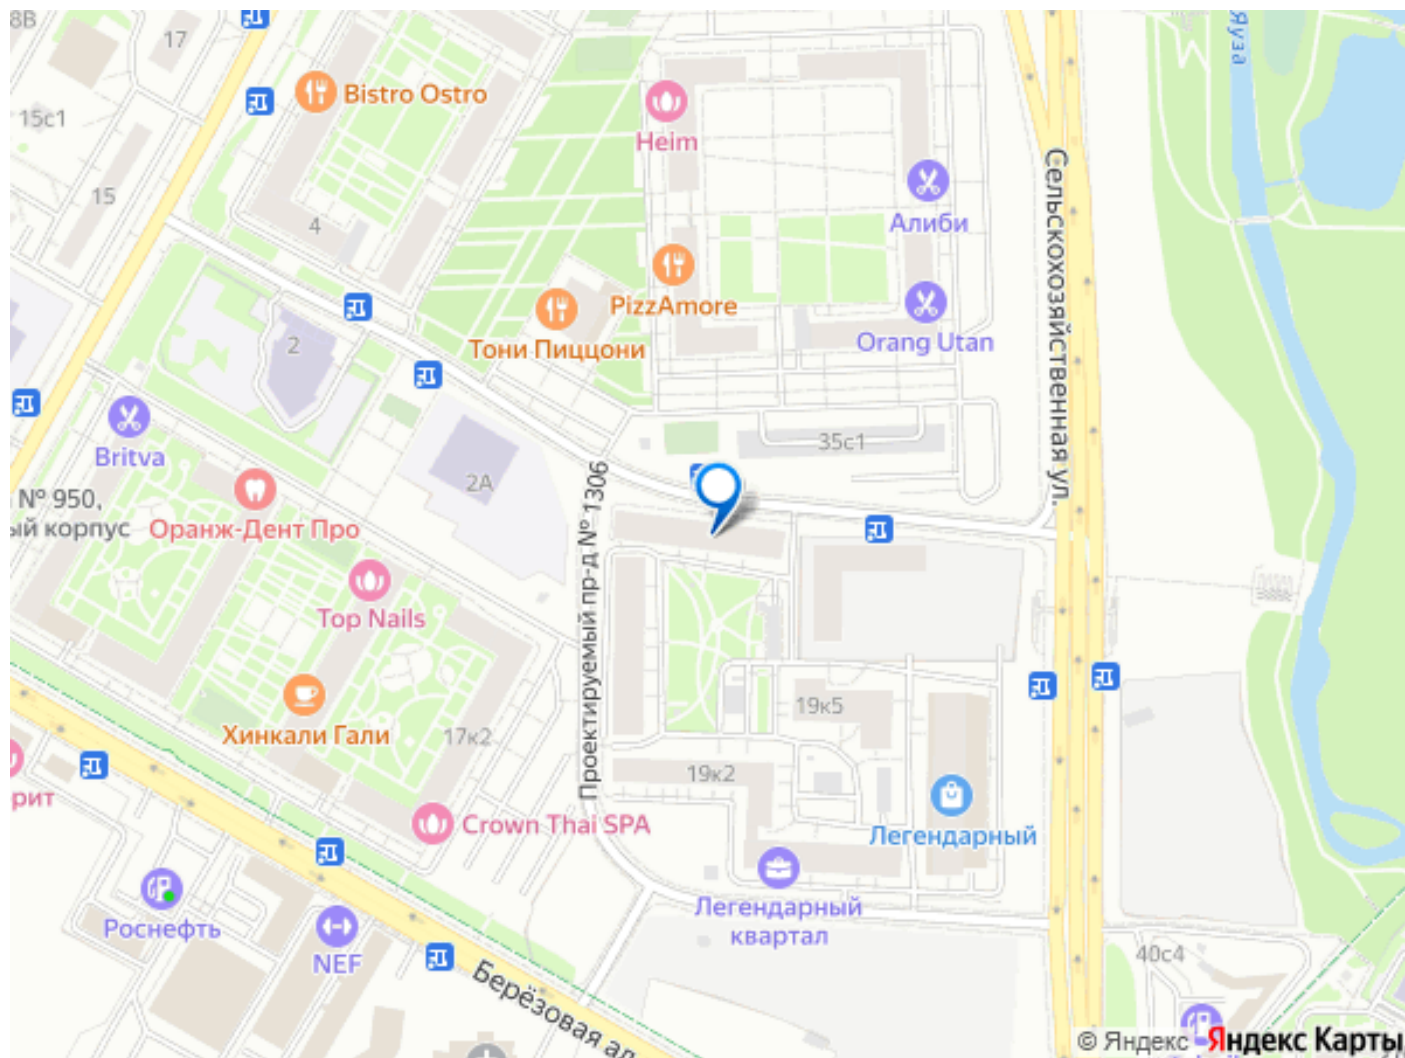 8В
17
Яуза
Bistro Ostro
15с1
Heim
Сельскохозяйственная ул.
15
Алиби
4
PizzAmore
2
Тони Пиццони
Orang Utan
35с1
Britva
2А
№ 950,
ый корпус
Оранж-Дент Про
Проектируемый пр-д № 1306
Top Nails
19к5
Хинкали Гали
17к2
19к2
рит
Crown Thai SPA
Легендарный
Роснефть
Легендарный
квартал
NEF
40с4
Берёзовая ал
© Яндекс
Яндекс Карты